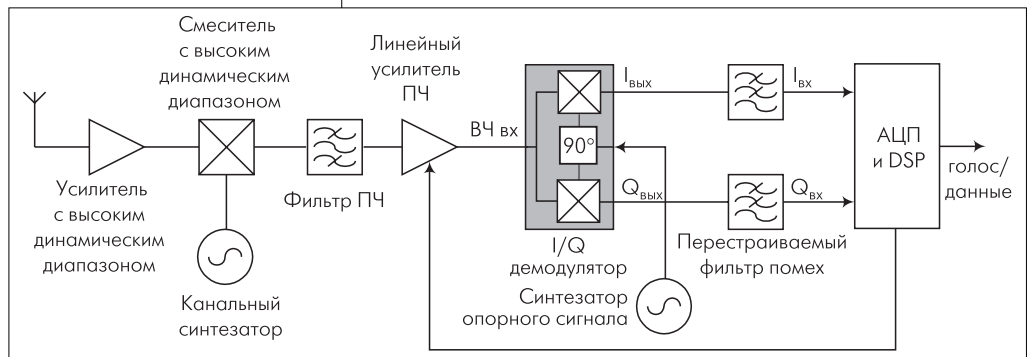 Смеситель
с высоким
динамическим
диапазоном
Линейный
усилитель
ПЧ
Iвых
Iвх
ВЧ вх
90°
АЦП
и DSP
голос/
данные
Усилитель
с высоким
динамическим
диапазоном
Фильтр ПЧ
Qвых
Qвх
I/Q
демодулятор
Перестраиваемый
фильтр помех
Канальный
синтезатор
Синтезатор
опорного сигнала